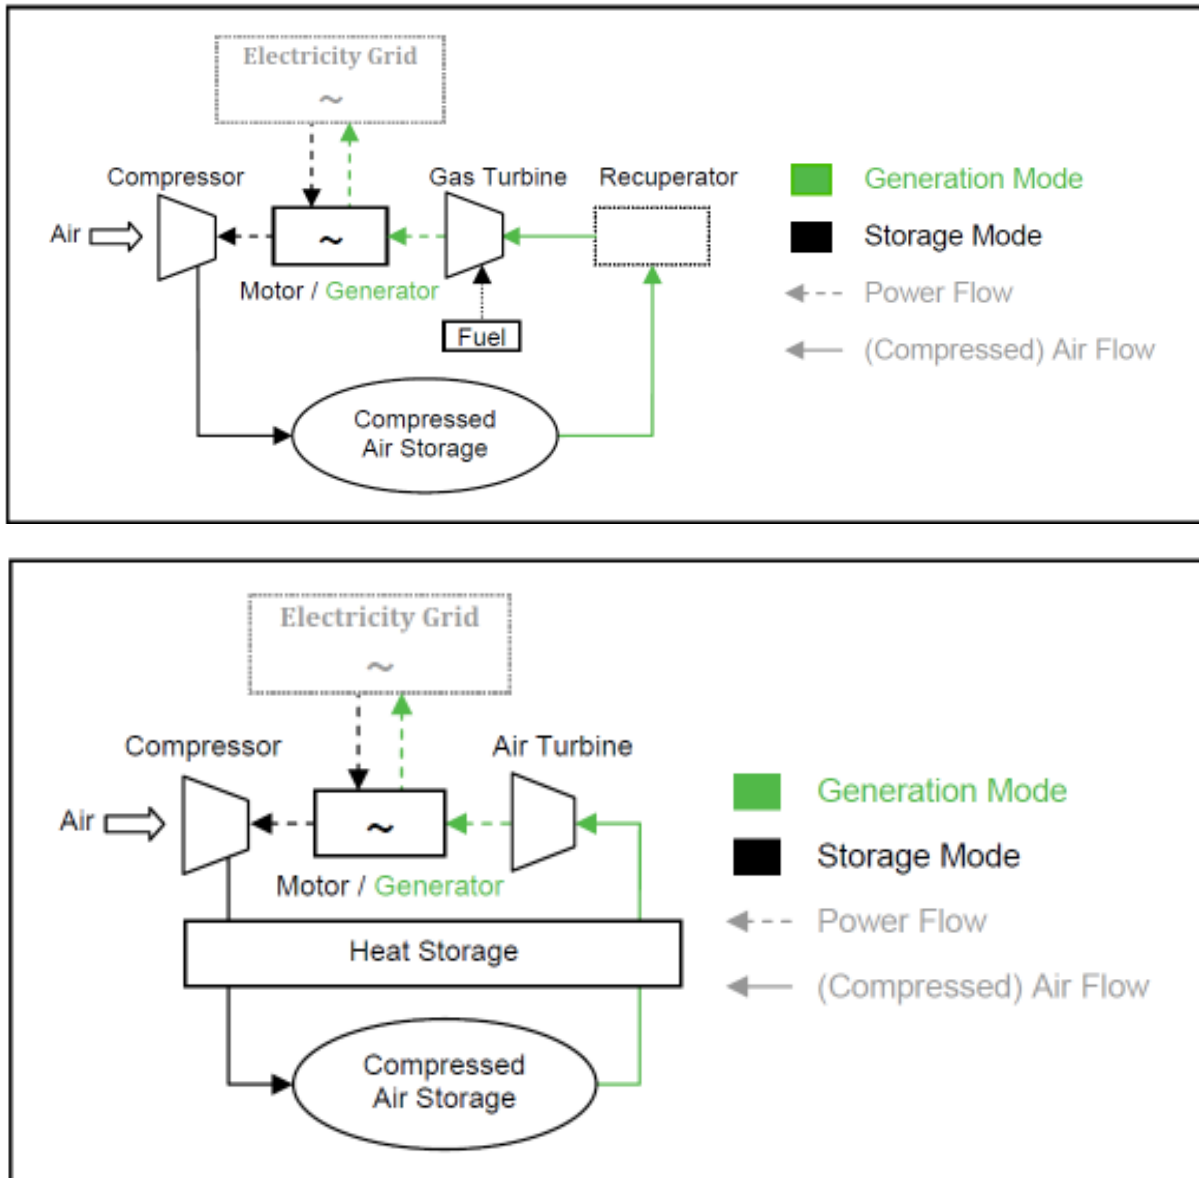 Electricity Grid
~
Compressor
Gas Turbine
Recuperator
Generation Mode
Air
~
Storage Mode
Motor / Generator
Power Flow
Fuel
(Compressed) Air Flow
Compressed
Air Storage
Electricity Grid
~
Compressor
Air Turbine
Generation Mode
Air
~
Storage Mode
Motor / Generator
Power Flow
Heat Storage
(Compressed) Air Flow
Compressed
Air Storage